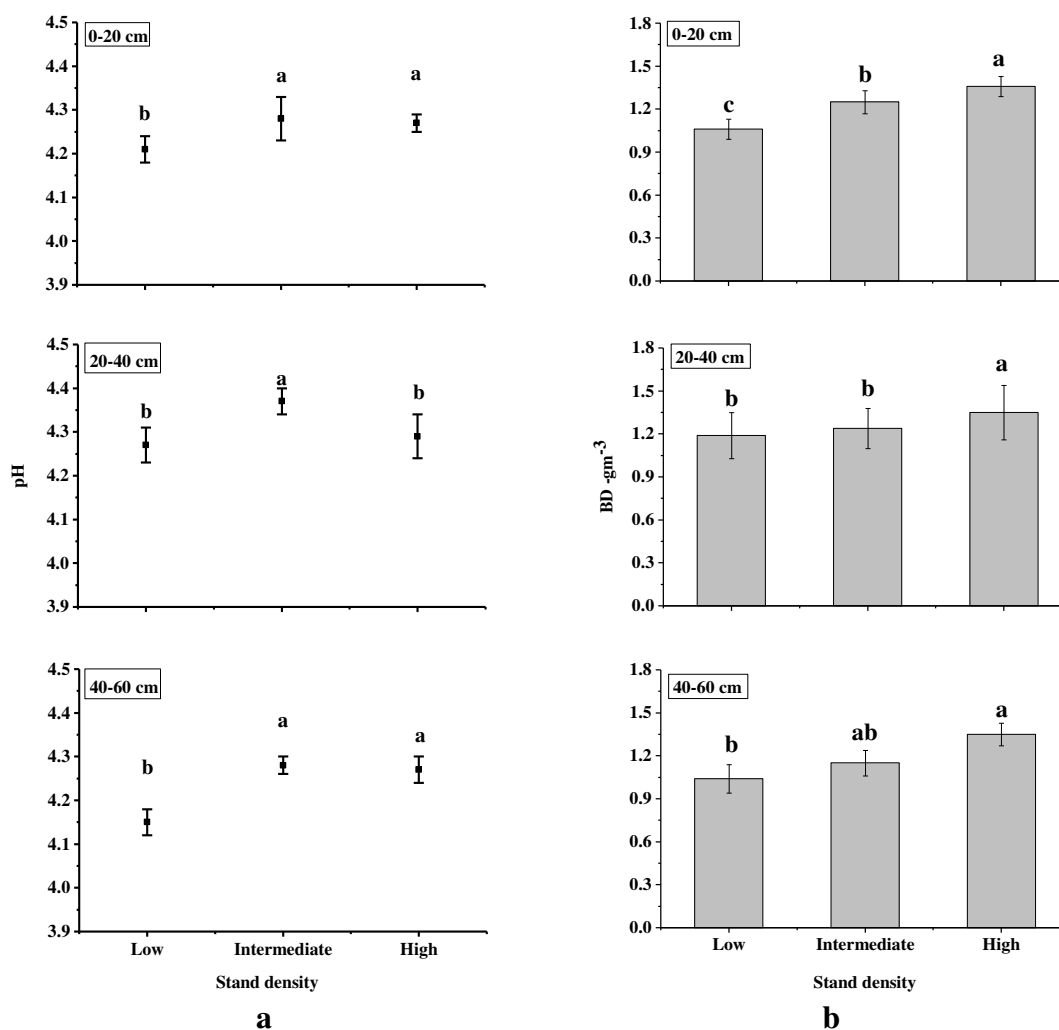 4.5
0-20 cm
4.4
4.3
4.2
4.1
4.0
3.9
b
a
a
4.5
20-40 cm
4.4
4.3
4.2
4.1
4.0
3.9
b
a
b
pH
4.5
40-60 cm
4.4
4.3
4.2
4.1
4.0
3.9
b
a
a
Low Intermediate High
Stand density
a
1.8
0-20 cm
1.5
1.2
0.9
0.6
0.3
0.0
c
b
a
1.8
20-40 cm
1.5
1.2
0.9
0.6
0.3
0.0
b
b
a
BD -gm-3
1.8
40-60 cm
1.5
1.2
0.9
0.6
0.3
0.0
b
ab
a
Low Intermediate High
Stand density
b